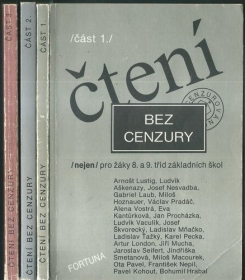 ČÁST 3.
ČÁST 2.
ČÁST 1.
ČTENÍ BEZ CENZURY
ČTENÍ: BEZ CENZURY
ČTENÍ: BEZ CENZURY
/část 1./
čtení
BEZ
CENZURY
/nejen/ pro žáky 8. a 9. tříd základních škol
Arnošt Lustig, Ludvík
Aškenazy, Josef Nesvadba,
Gabriel Laub, Miloš
Hoznauer, Václav Pradáč,
Alena Vostrá, Eva
Kantůrková, Jan Procházka,
Ludvík Vaculík, Josef
Škvorecký, Ladislav Mňačko,
Ladislav Ťažký, Karel Pecka,
Artur London, Jiří Mucha,
Jaroslav Seifert, Jindřiška
Smetanová, Miloš Macourek,
Ota Pavel, František Nepil,
Pavel Kohout, Bohumil Hrabal
FORTUNA